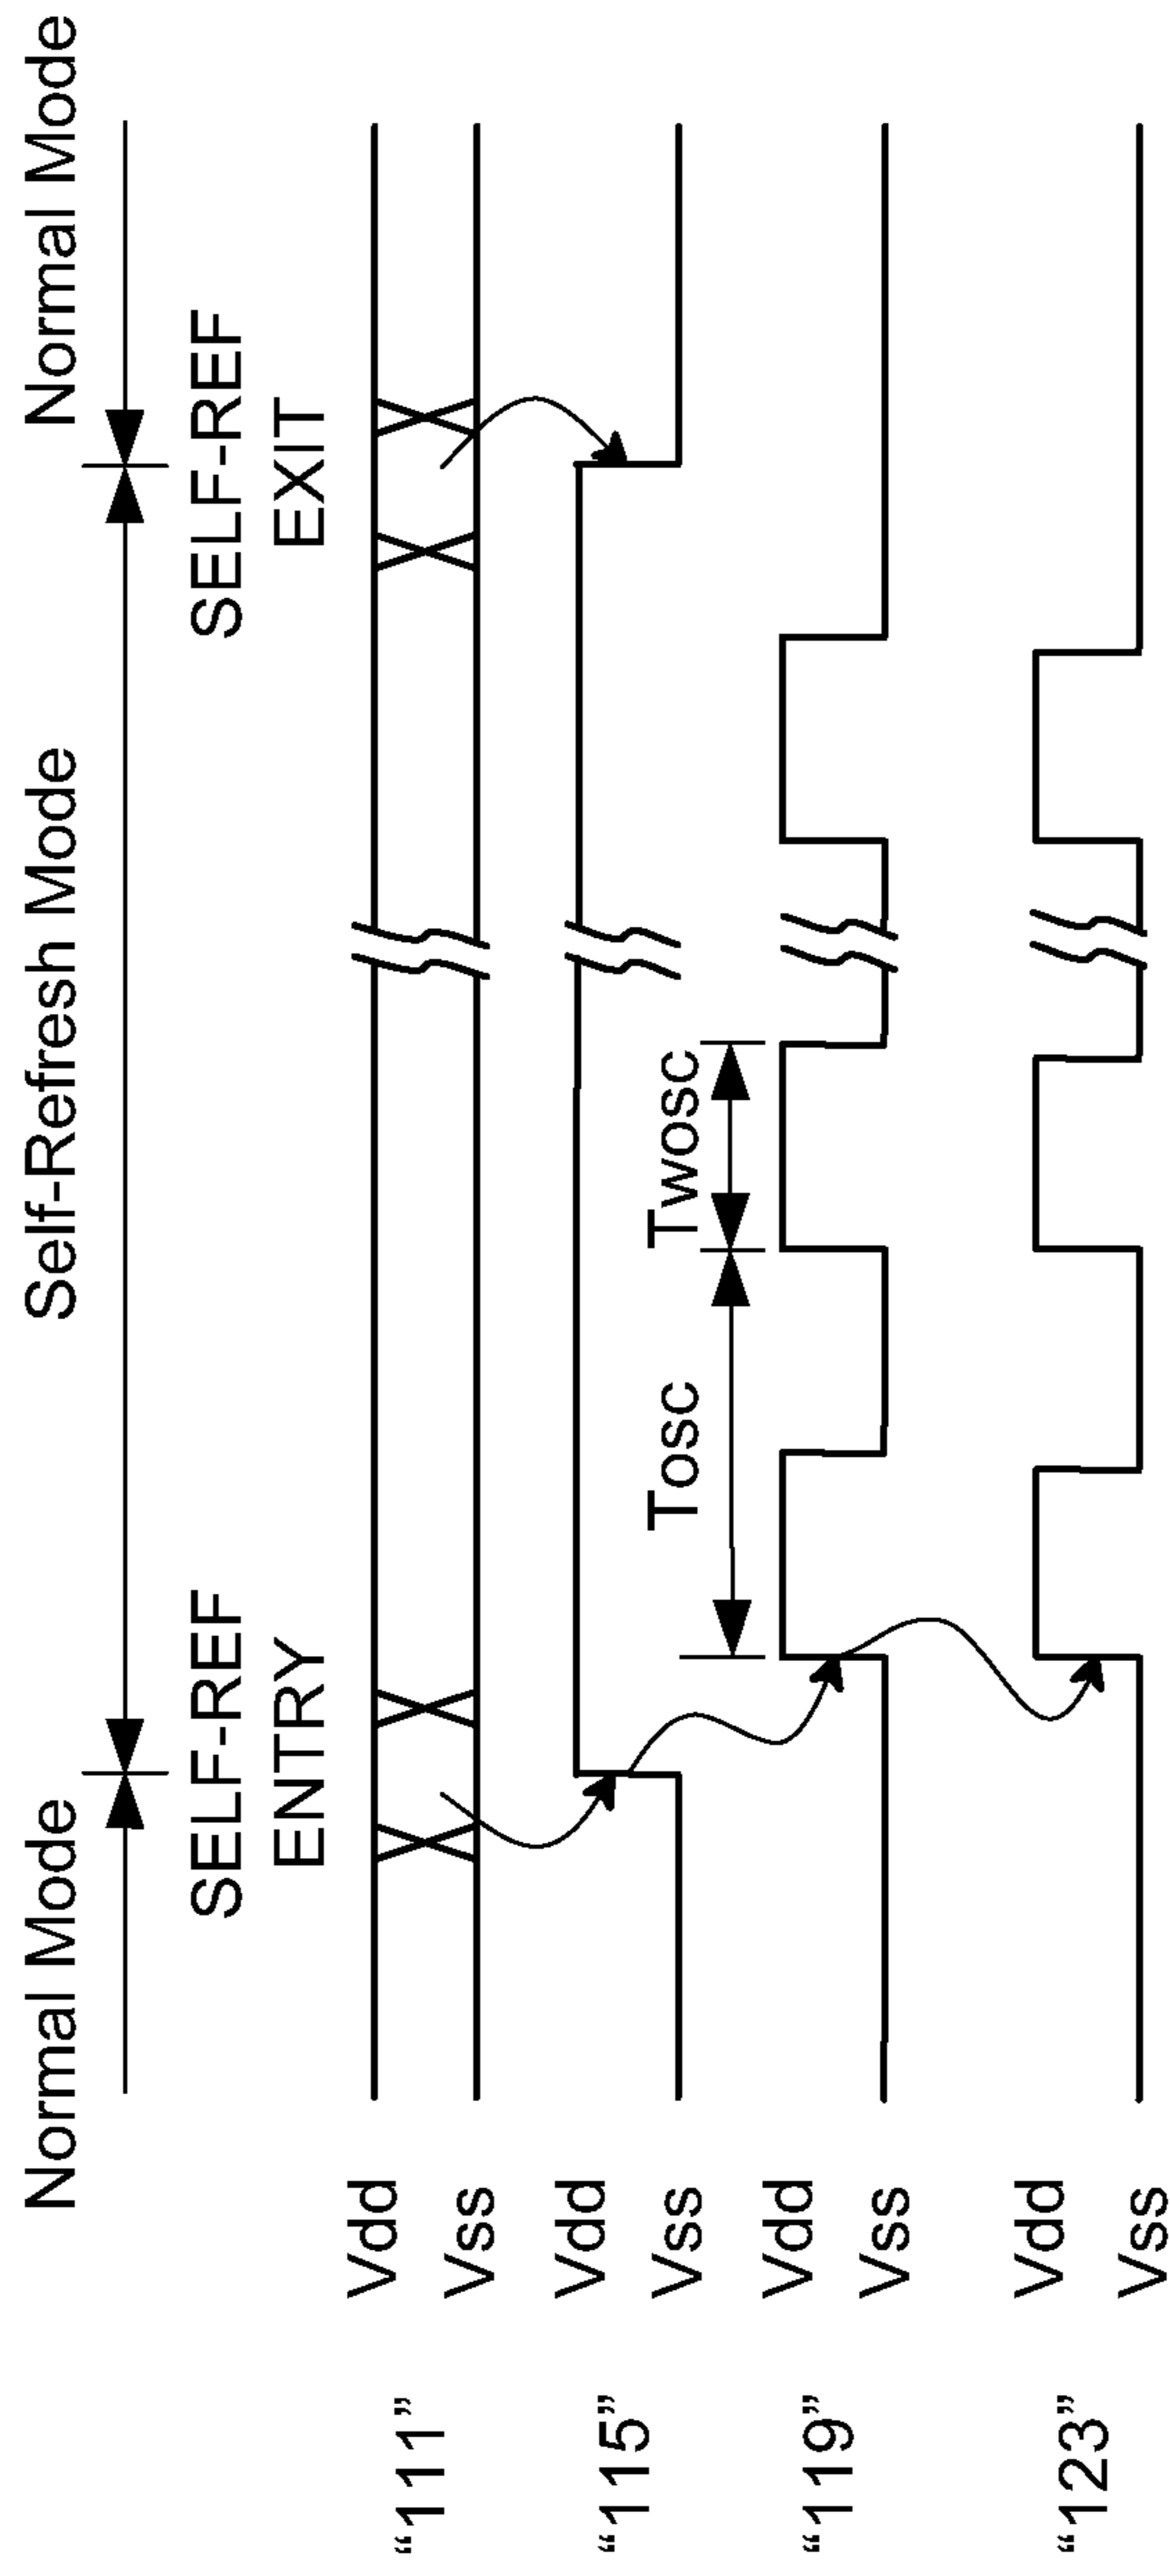 Normal Mode
Self-Refresh Mode
Normal Mode
SELF-REF
ENTRY
SELF-REF
EXIT
“111”
Vdd
Vss
“115”
Vdd
Vss
Tosc
Twosc
“119”
Vdd
Vss
“123”
Vdd
Vss